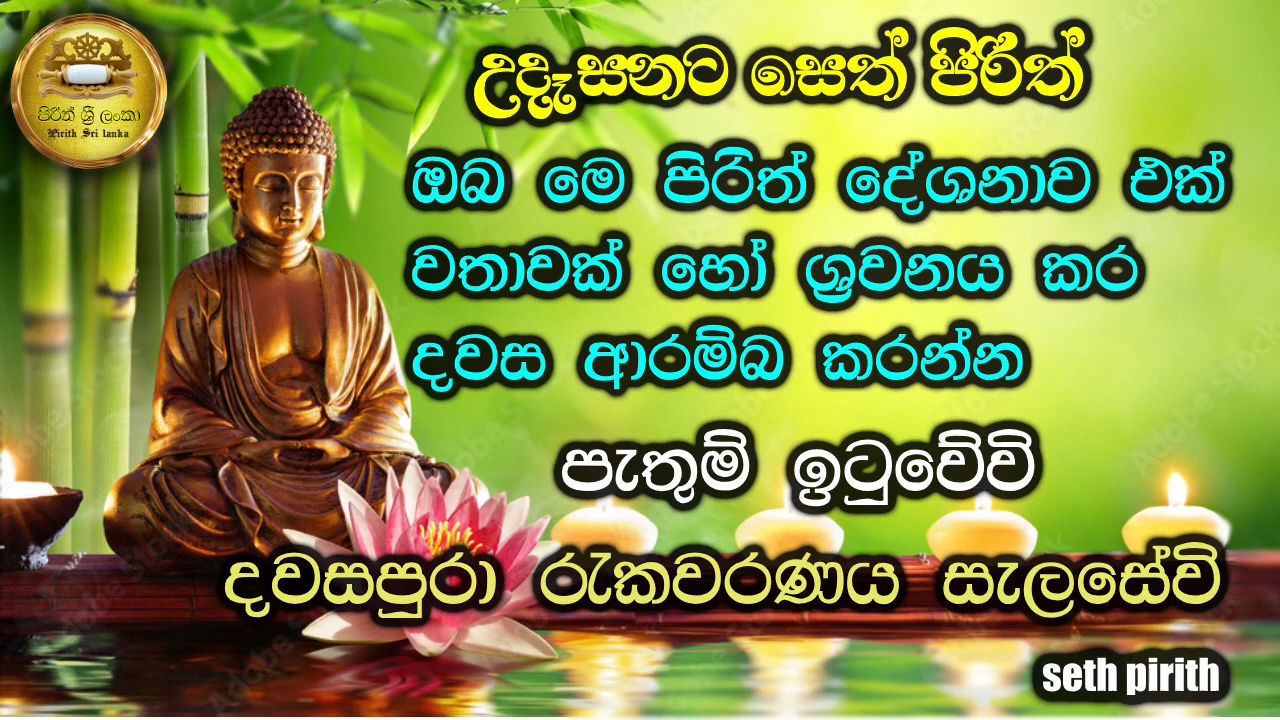 පිරිත් ශ්‍රී ලංකා
Pirith Sri lanka
උදෑසනට සෙත් පිරිත්
ඔබ මෙ පිරිත් දේශනාව එක්
වතාවක් හෝ ශ්‍රවනය කර
දවස ආරම්බ කරන්න
පැතුම් ඉටුවේවි
දවසපුරා රැකවරණය සැලසේවි
seth pirith